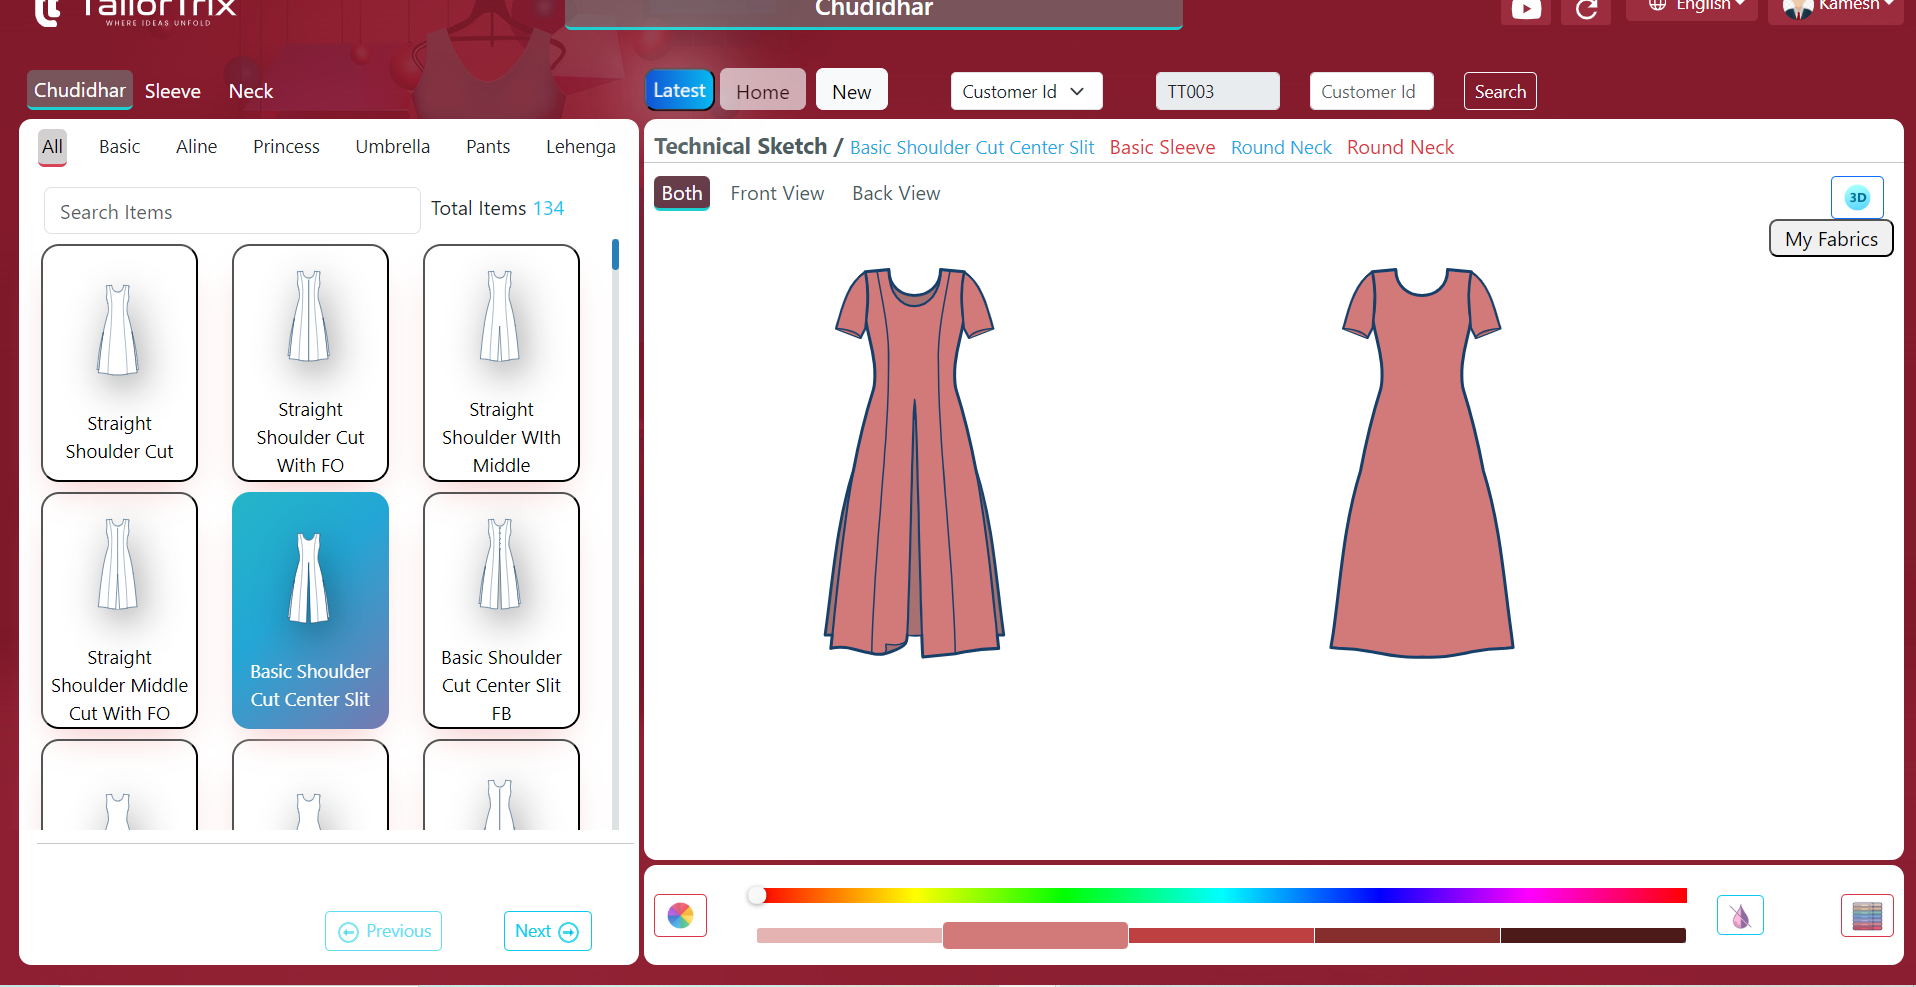 TailorTrix
WHERE IDEAS UNFOLD
Chudidhar
English
Kamesh
Chudidhar Sleeve Neck
Latest Home New Customer Id TT003 Customer Id Search
All Basic Aline Princess Umbrella Pants Lehenga
Search Items
Total Items 134
Straight
Shoulder Cut
Straight
Shoulder Cut
With FO
Straight
Shoulder WIth
Middle
Straight
Shoulder Middle
Cut With FO
Basic Shoulder
Cut Center Slit
Basic Shoulder
Cut Center Slit
FB
Previous
Next
Technical Sketch / Basic Shoulder Cut Center Slit Basic Sleeve Round Neck Round Neck
Both Front View Back View
3D
My Fabrics